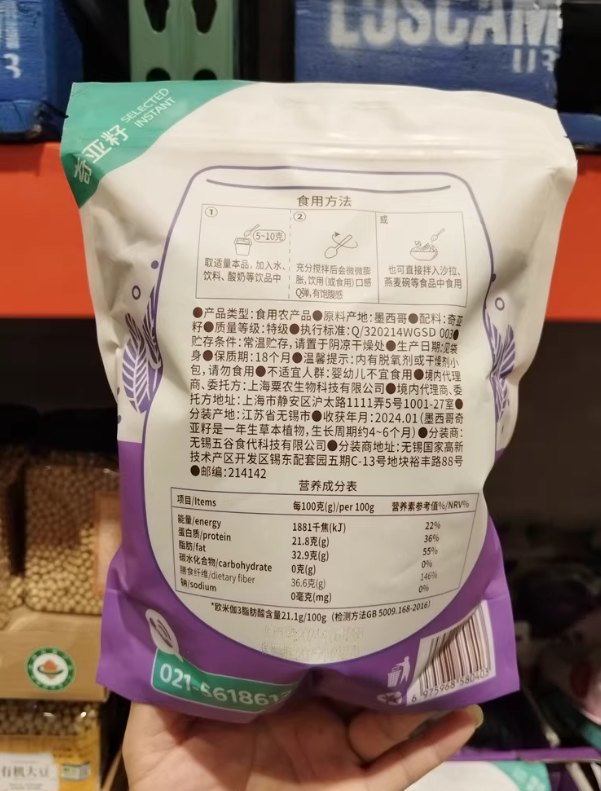 LUSCAM
113
3
奇亚籽
SELECTED
INSTANT
食用方法
①
5~10克
取适量本品,加入水、
饮料、酸奶等饮品中
②
充分搅拌后会微微膨
胀,饮用(或食用)口感
Q弹,有饱腹感
或
也可直接拌入沙拉、
燕麦碗等食品中食用
●产品类型:食用农产品●原料产地:墨西哥●配料:奇亚
籽●质量等级:特级●执行标准:Q/320214WGSD 003●
贮存条件:常温贮存,请置于阴凉干燥处●生产日期:见袋
身●保质期:18个月●温馨提示:内有脱氧剂或干燥剂小
包,请勿食用●不适宜人群:婴幼儿不宜食用●境内代理
商、委托方:上海粟农生物科技有限公司●境内代理商、委
托方地址:上海市静安区沪太路1111弄5号1001-27室●
分装产地:江苏省无锡市●收获年月:2024.01(墨西哥奇
亚籽是一年生草本植物,生长周期约4~6个月)●分装商:
无锡五谷食代科技有限公司●分装商地址:无锡国家高新
技术产区开发区锡东配套园五期C-13号地块裕丰路88号
●邮编:214142
营养成分表
项目/Items 每100克(g)/per 100g 营养素参考值%/NRV%
能量/energy 1881千焦(kJ) 22%
蛋白质/protein 21.8克(g) 36%
脂肪/fat 32.9克(g) 55%
碳水化合物/carbohydrate 0克(g) 0%
膳食纤维/dietary fiber 36.6克(g) 146%
钠/sodium 0毫克(mg) 0%
*欧米伽3脂肪酸含量21.1g/100g(检测方法GB 5009.168-2016)
021-661861
6 975968 580403
有机大豆